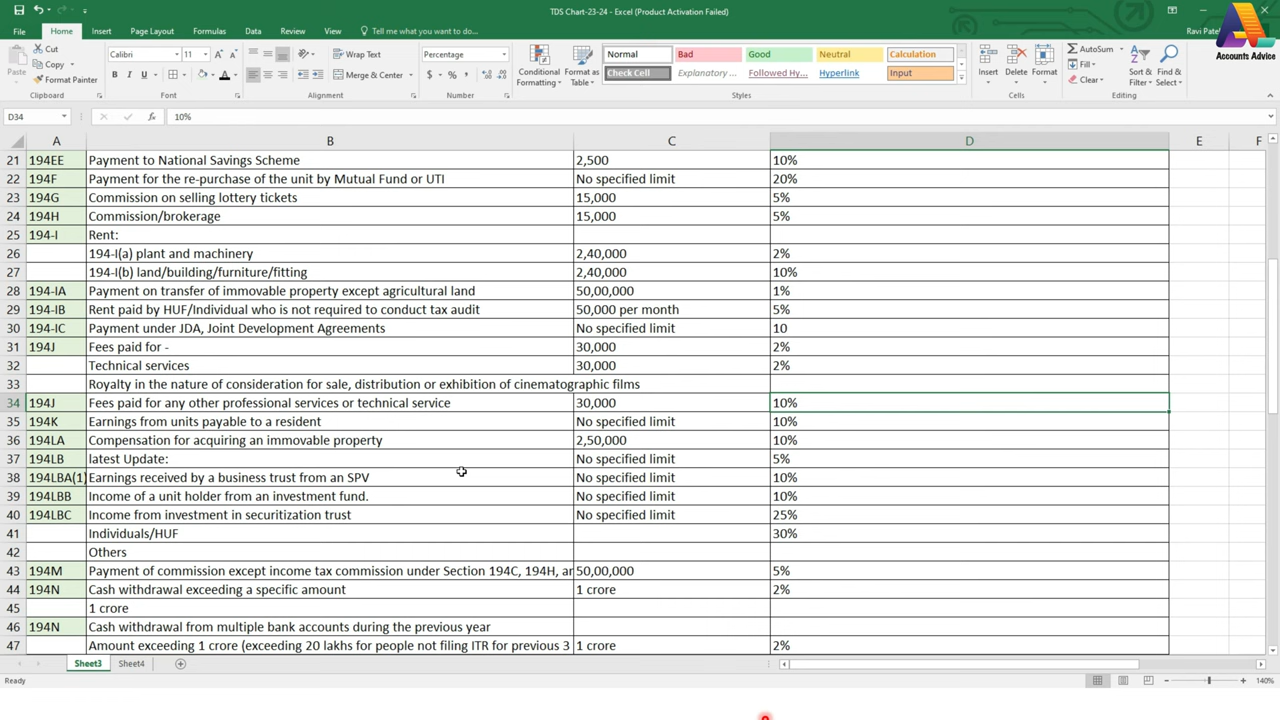 TDS Chart-23-24 - Excel (Product Activation Failed)
File Home Insert Page Layout Formulas Data Review View Tell me what you want to do...
Ravi Patel
Accounts Advice
Cut
Copy
Format Painter
Paste
Clipboard
Calibri 11
B I U
Font
Wrap Text
Merge & Center
Alignment
Percentage
$ % ,
Number
Conditional Formatting
Format as Table
Normal Bad Good Neutral Calculation
Check Cell Explanatory ... Followed Hy... Hyperlink Input
Styles
Insert Delete Format
Cells
AutoSum
Fill
Clear
Sort & Filter
Find & Select
Editing
D34 fx 10%
A B C D E F
21 194EE Payment to National Savings Scheme 2,500 10%
22 194F Payment for the re-purchase of the unit by Mutual Fund or UTI No specified limit 20%
23 194G Commission on selling lottery tickets 15,000 5%
24 194H Commission/brokerage 15,000 5%
25 194-I Rent:
26 194-I(a) plant and machinery 2,40,000 2%
27 194-I(b) land/building/furniture/fitting 2,40,000 10%
28 194-IA Payment on transfer of immovable property except agricultural land 50,00,000 1%
29 194-IB Rent paid by HUF/Individual who is not required to conduct tax audit 50,000 per month 5%
30 194-IC Payment under JDA, Joint Development Agreements No specified limit 10
31 194J Fees paid for - 30,000 2%
32 Technical services 30,000 2%
33 Royalty in the nature of consideration for sale, distribution or exhibition of cinematographic films
34 194J Fees paid for any other professional services or technical service 30,000 10%
35 194K Earnings from units payable to a resident No specified limit 10%
36 194LA Compensation for acquiring an immovable property 2,50,000 10%
37 194LB latest Update: No specified limit 5%
38 194LBA(1) Earnings received by a business trust from an SPV No specified limit 10%
39 194LBB Income of a unit holder from an investment fund. No specified limit 10%
40 194LBC Income from investment in securitization trust No specified limit 25%
41 Individuals/HUF 30%
42 Others
43 194M Payment of commission except income tax commission under Section 194C, 194H, ar 50,00,000 5%
44 194N Cash withdrawal exceeding a specific amount 1 crore 2%
45 1 crore
46 194N Cash withdrawal from multiple bank accounts during the previous year
47 Amount exceeding 1 crore (exceeding 20 lakhs for people not filing ITR for previous 3 1 crore 2%
Sheet3 Sheet4
Ready 140%